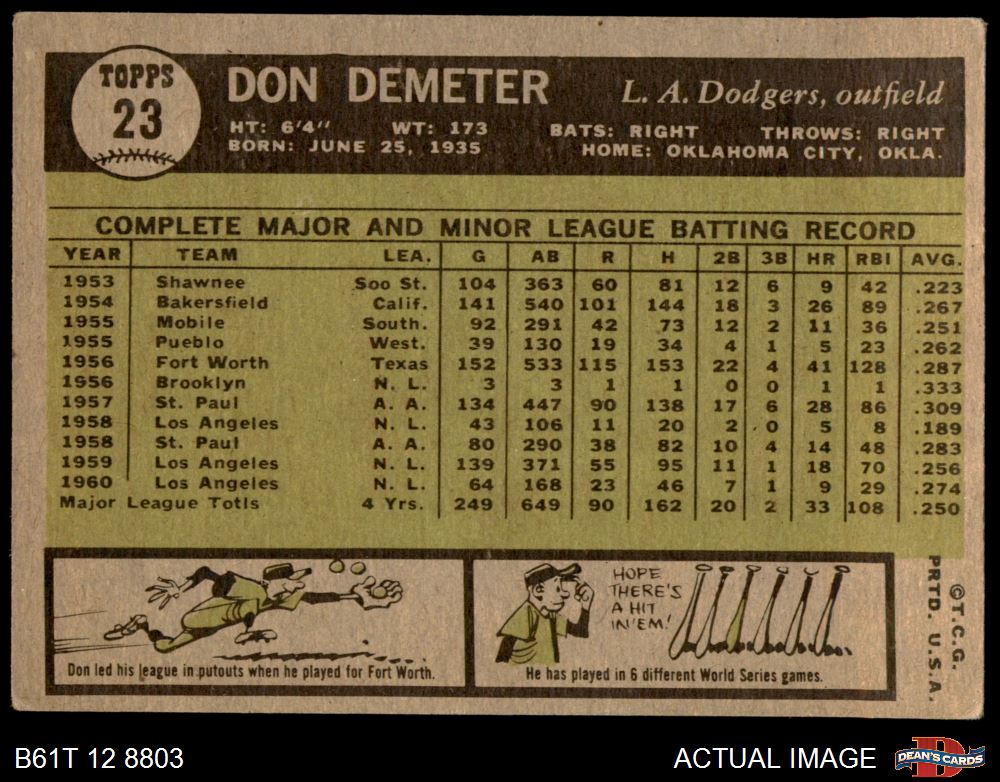 TOPPS
23
DON DEMETER
L. A. Dodgers, outfield
HT: 6'4" WT: 173 BATS: RIGHT THROWS: RIGHT
BORN: JUNE 25, 1935 HOME: OKLAHOMA CITY, OKLA.
COMPLETE MAJOR AND MINOR LEAGUE BATTING RECORD
YEAR TEAM LEA. G AB R H 2B 3B HR RBI AVG.
1953 Shawnee Soo St. 104 363 60 81 12 6 9 42 .223
1954 Bakersfield Calif. 141 540 101 144 18 3 26 89 .267
1955 Mobile South. 92 291 42 73 12 2 11 36 .251
1955 Pueblo West. 39 130 19 34 4 1 5 23 .262
1956 Fort Worth Texas 152 533 115 153 22 4 41 128 .287
1956 Brooklyn N. L. 3 3 1 1 0 0 1 1 .333
1957 St. Paul A. A. 134 447 90 138 17 6 28 86 .309
1958 Los Angeles N. L. 43 106 11 20 2 0 5 8 .189
1958 St. Paul A. A. 80 290 38 82 10 4 14 48 .283
1959 Los Angeles N. L. 139 371 55 95 11 1 18 70 .256
1960 Los Angeles N. L. 64 168 23 46 7 1 9 29 .274
Major League Totls 4 Yrs. 249 649 90 162 20 2 33 108 .250
Don led his league in putouts when he played for Fort Worth.
HOPE
THERE'S
A HIT
IN 'EM!
He has played in 6 different World Series games.
©T.C.G.
PRTD. U.S.A.
B61T 12 8803
ACTUAL IMAGE
D
DEAN'S CARDS